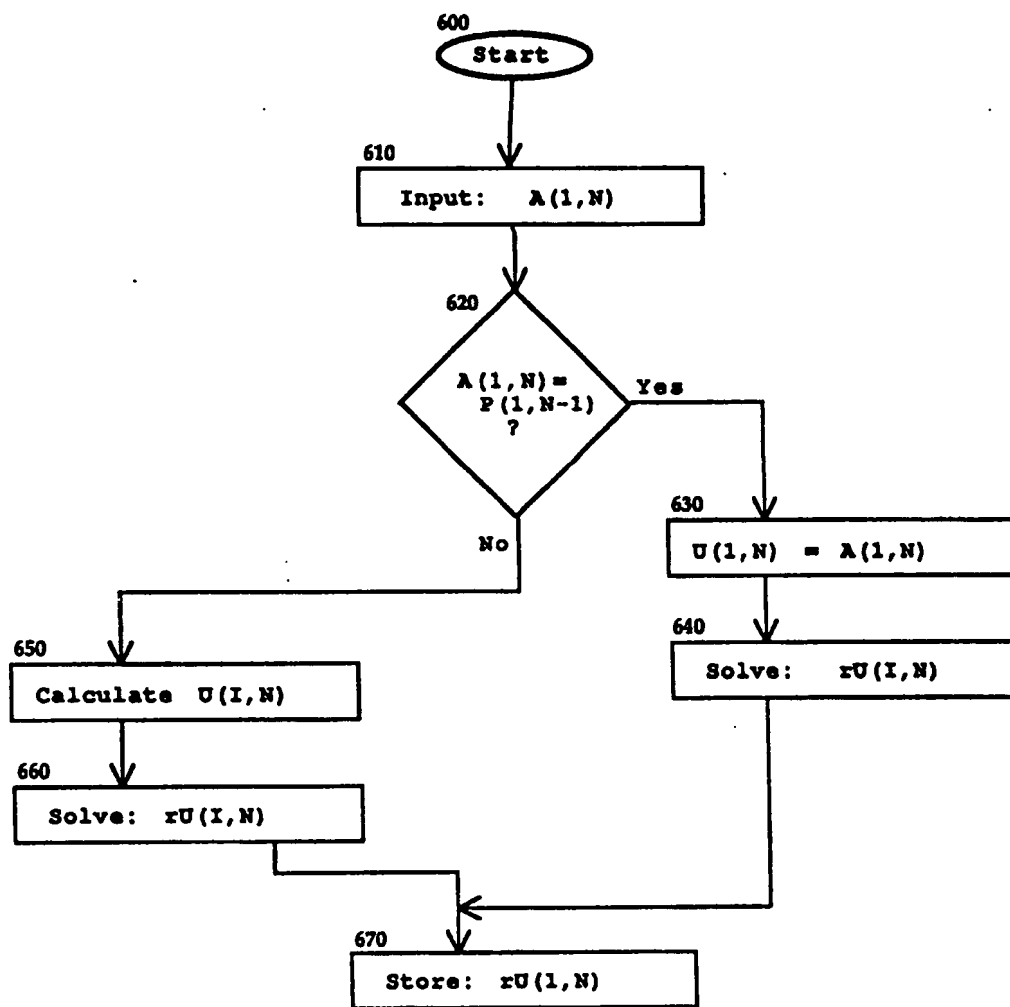 600
Start
610
Input: A(1,N)
620
A(1,N)=
P(1,N-1)
?
Yes
No
630
U(1,N) = A(1,N)
640
Solve: rU(I,N)
650
Calculate U(I,N)
660
Solve: rU(I,N)
670
Store: rU(1,N)